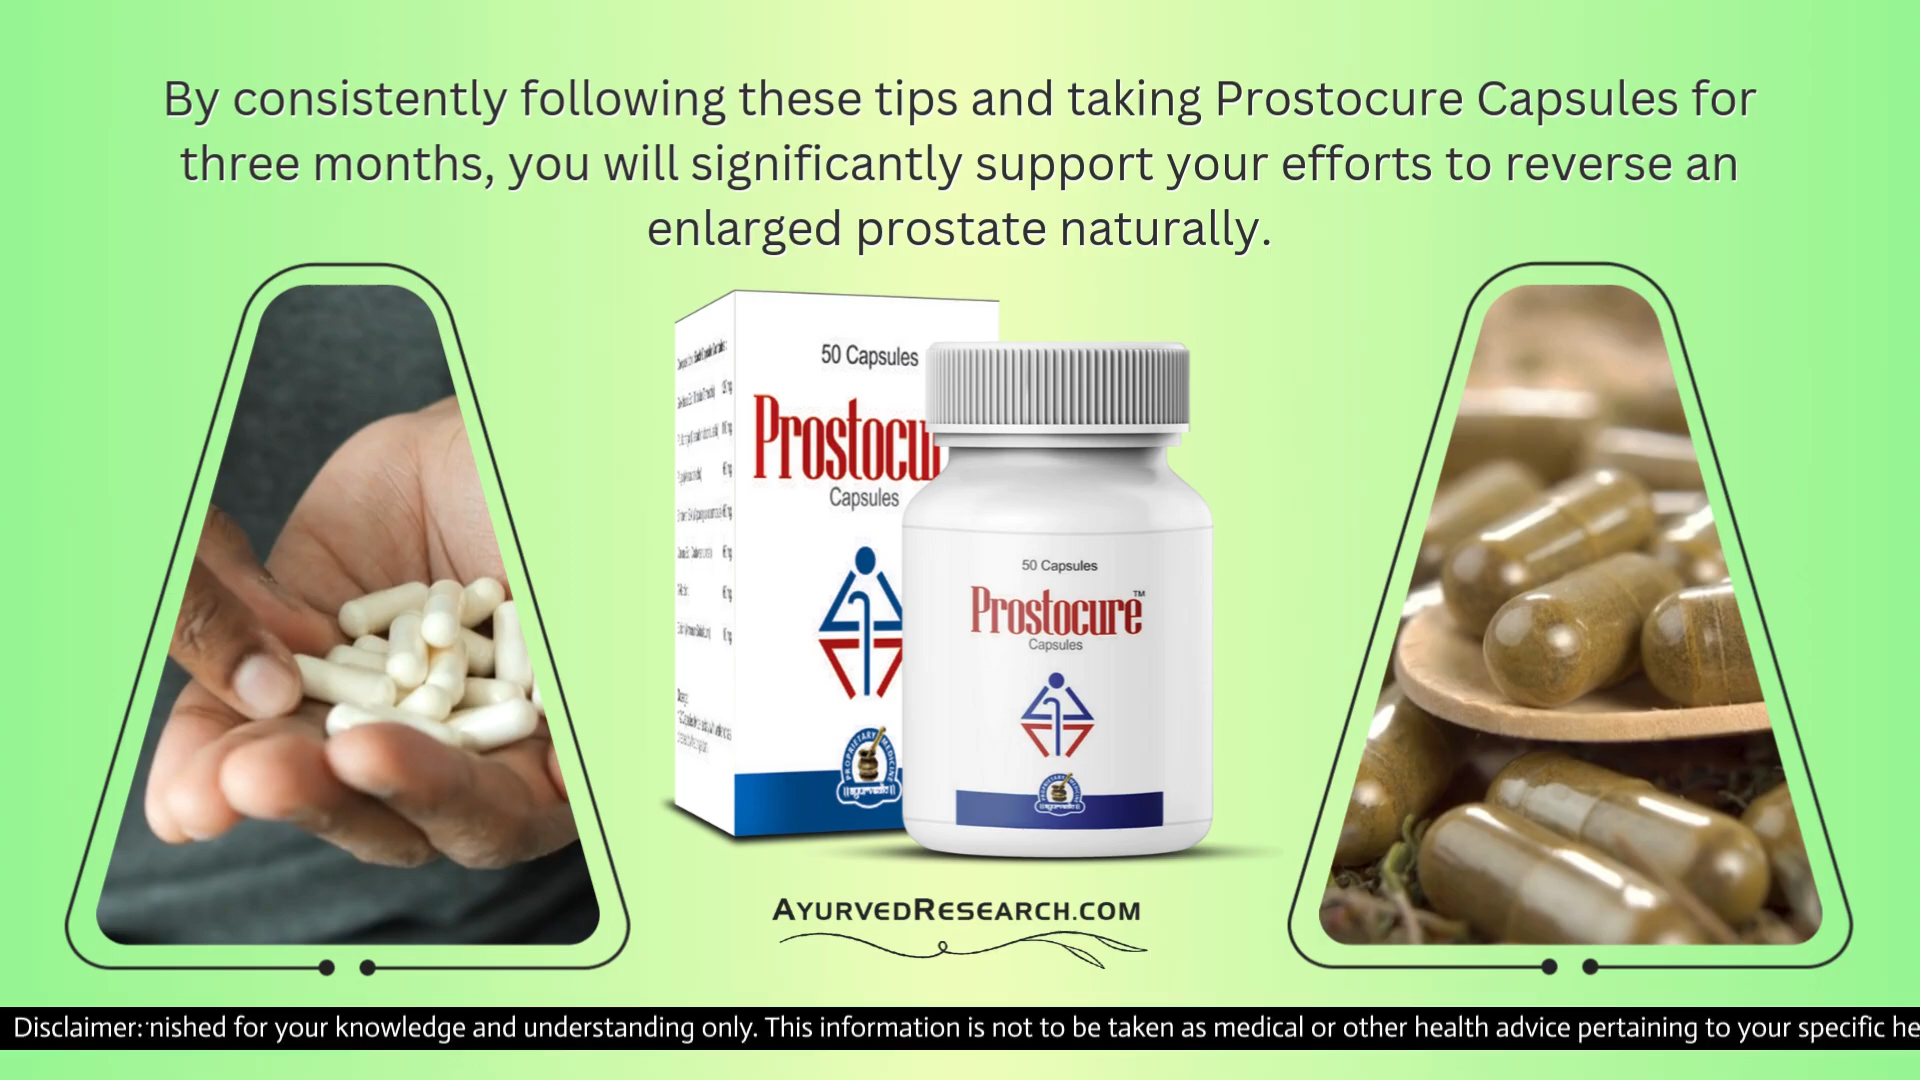 By consistently following these tips and taking Prostocure Capsules for
three months, you will significantly support your efforts to reverse an
enlarged prostate naturally.
50 Capsules
Prostocu
Capsules
50 Capsules
Prostocure™
Capsules
PROPRIETARY MEDICINE
AYURVEDRESEARCH.COM
Disclaimer: nished for your knowledge and understanding only. This information is not to be taken as medical or other health advice pertaining to your specific he